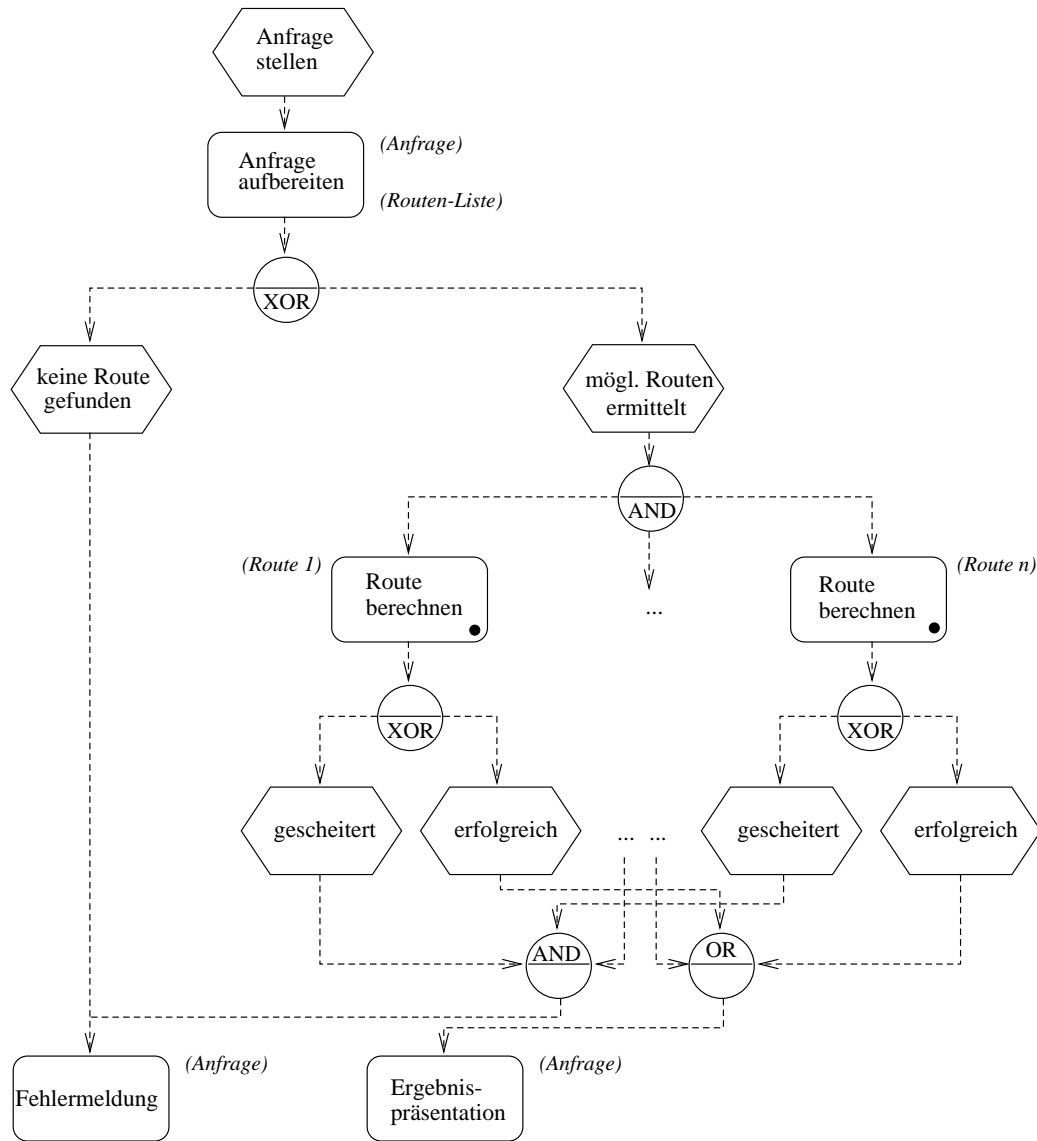 Anfrage
stellen
(Anfrage)
Anfrage
aufbereiten
(Routen-Liste)
XOR
keine Route
gefunden
mögl. Routen
ermittelt
AND
(Route 1)
Route
berechnen
...
(Route n)
Route
berechnen
XOR
XOR
gescheitert
erfolgreich
... ...
gescheitert
erfolgreich
AND
OR
(Anfrage)
Fehlermeldung
(Anfrage)
Ergebnis-
präsentation